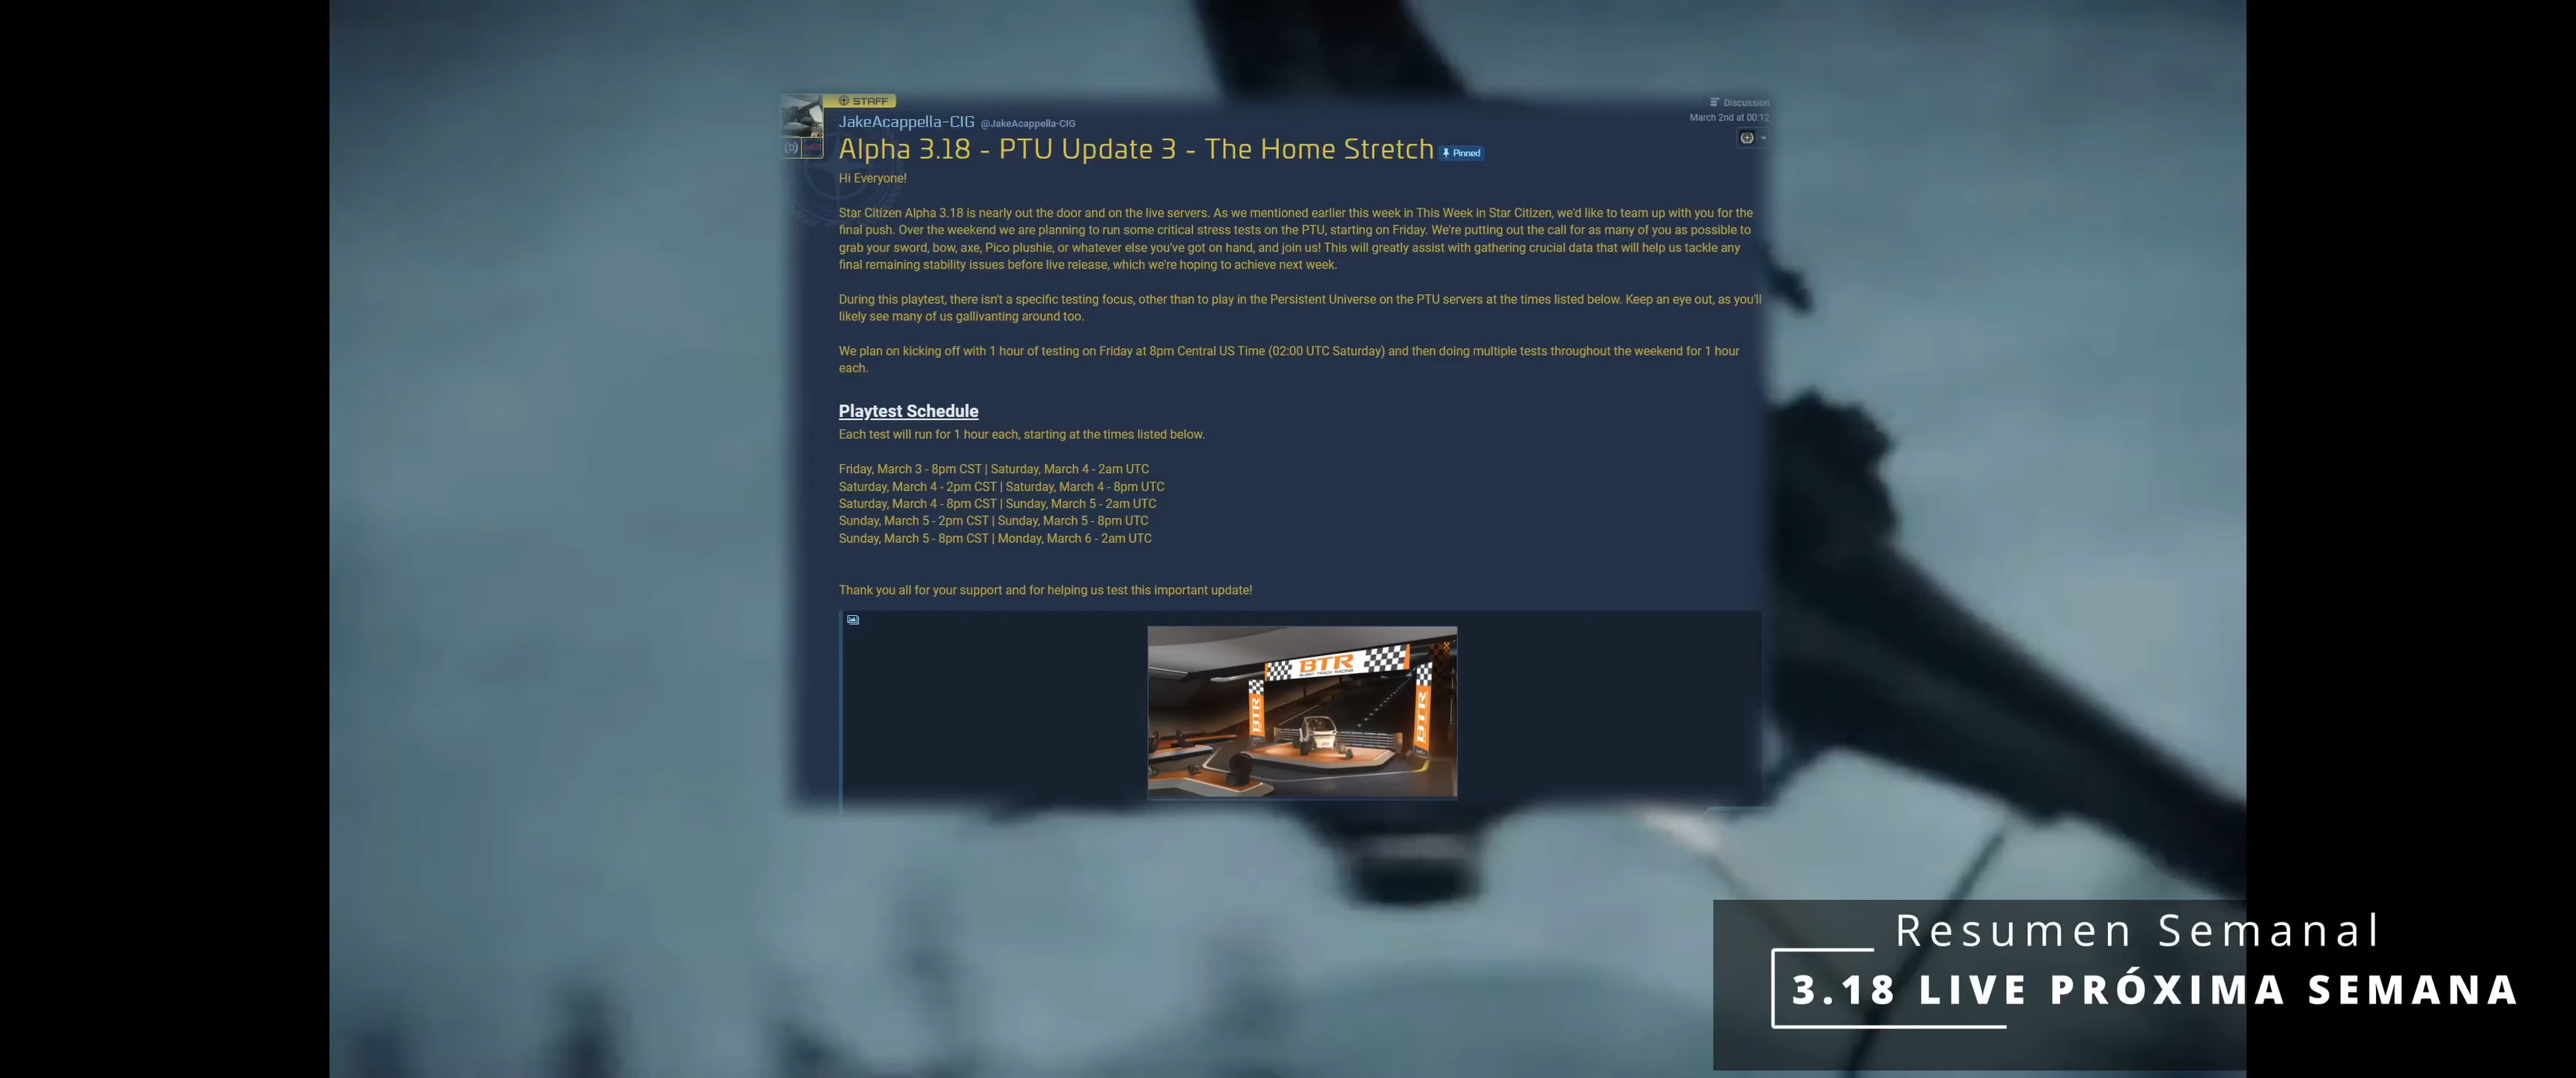 STAFF
JakeAcappella-CIG @JakeAcappella-CIG
Discussion
March 2nd at 00:12
Alpha 3.18 - PTU Update 3 - The Home Stretch Pinned
Hi Everyone!
Star Citizen Alpha 3.18 is nearly out the door and on the live servers. As we mentioned earlier this week in This Week in Star Citizen, we'd like to team up with you for the
final push. Over the weekend we are planning to run some critical stress tests on the PTU, starting on Friday. We're putting out the call for as many of you as possible to
grab your sword, bow, axe, Pico plushie, or whatever else you've got on hand, and join us! This will greatly assist with gathering crucial data that will help us tackle any
final remaining stability issues before live release, which we're hoping to achieve next week.
During this playtest, there isn't a specific testing focus, other than to play in the Persistent Universe on the PTU servers at the times listed below. Keep an eye out, as you'll
likely see many of us gallivanting around too.
We plan on kicking off with 1 hour of testing on Friday at 8pm Central US Time (02:00 UTC Saturday) and then doing multiple tests throughout the weekend for 1 hour
each.
Playtest Schedule
Each test will run for 1 hour each, starting at the times listed below.
Friday, March 3 - 8pm CST | Saturday, March 4 - 2am UTC
Saturday, March 4 - 2pm CST | Saturday, March 4 - 8pm UTC
Saturday, March 4 - 8pm CST | Sunday, March 5 - 2am UTC
Sunday, March 5 - 2pm CST | Sunday, March 5 - 8pm UTC
Sunday, March 5 - 8pm CST | Monday, March 6 - 2am UTC
Thank you all for your support and for helping us test this important update!
BTR
BURST TRACK RACING
BTR
BTR
Resumen Semanal
3.18 LIVE PRÓXIMA SEMANA